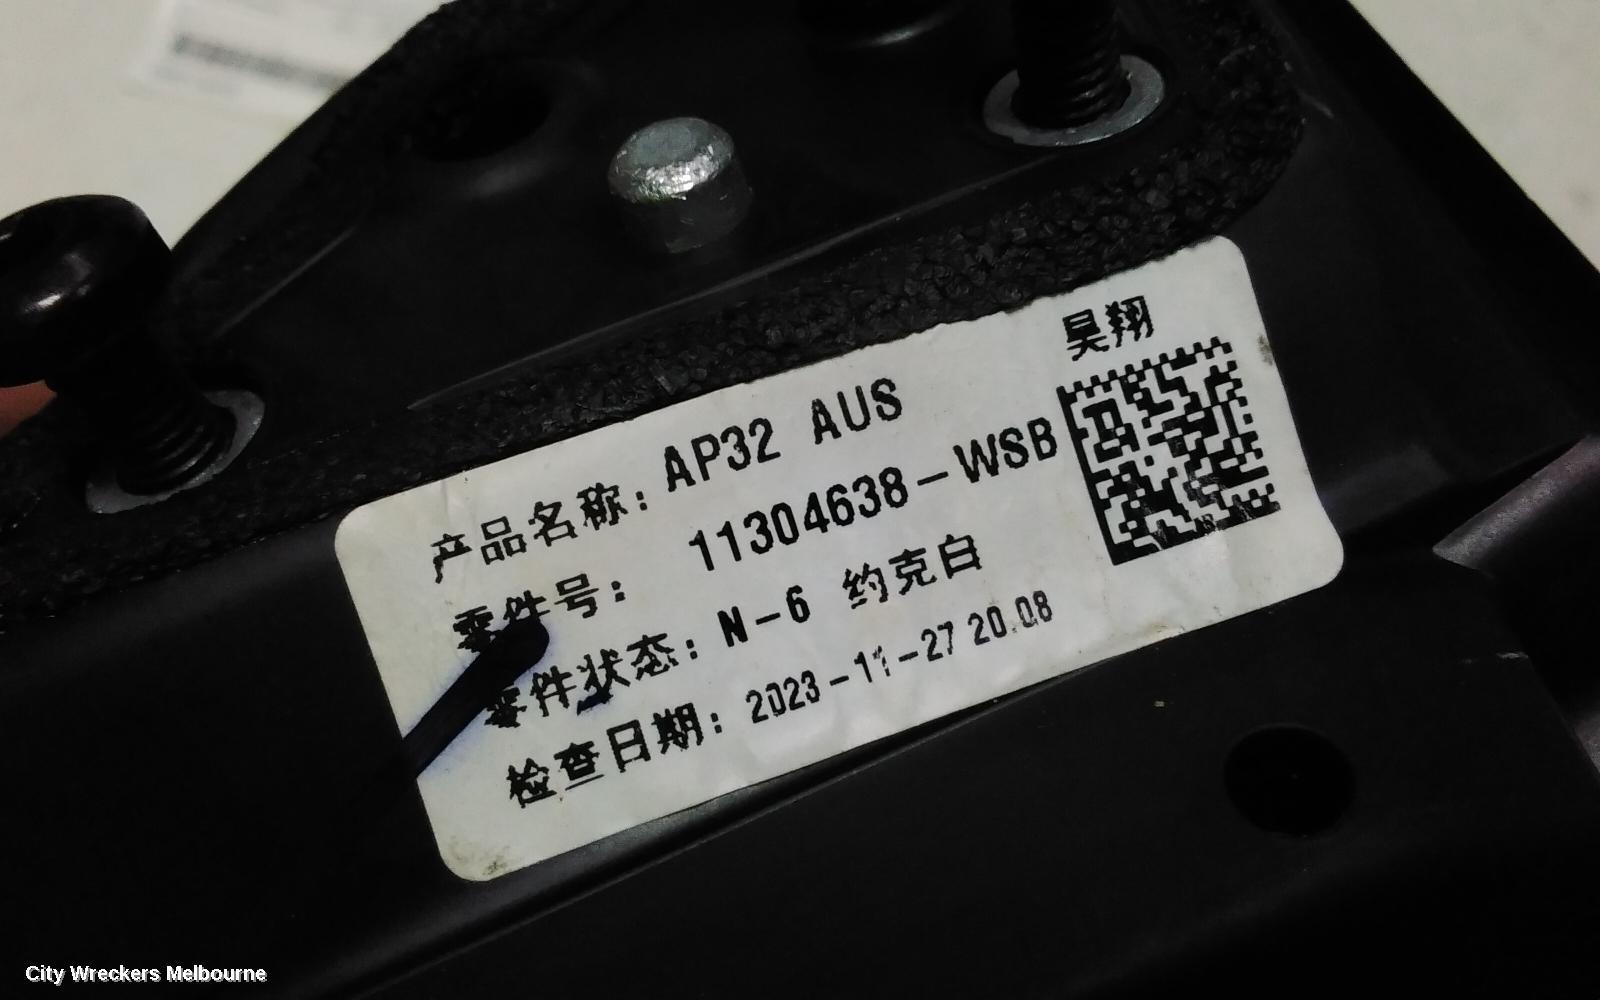 昊翔
产品名称: AP32 AUS
零件号: 11304638-WSB
零件状态: N-6 约克白
检查日期: 2023-11-27 20:08
City Wreckers Melbourne